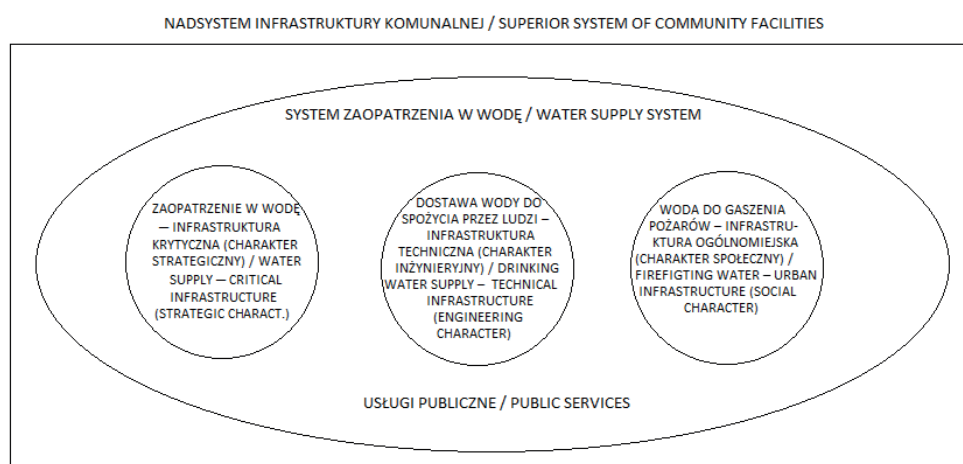 NADSYSTEM INFRASTRUKTURY KOMUNALNEJ / SUPERIOR SYSTEM OF COMMUNITY FACILITIES
SYSTEM ZAOPATRZENIA W WODĘ / WATER SUPPLY SYSTEM
ZAOPATRZENIE W WODĘ
— INFRASTRUKTURA
KRYTYCZNA (CHARAKTER
STRATEGICZNY) / WATER
SUPPLY — CRITICAL
INFRASTRUCTURE
(STRATEGIC CHARACT.)
DOSTAWA WODY DO
SPOŻYCIA PRZEZ LUDZI –
INFRASTRUKTURA
TECHNICZNA (CHARAKTER
INŻYNIERYJNY) / DRINKING
WATER SUPPLY – TECHNICAL
INFRASTRUCTURE
(ENGINEERING
CHARACTER)
WODA DO GASZENIA
POŻARÓW – INFRASTRU-
KTURA OGÓLNOMIEJSKA
(CHARAKTER SPOŁECZNY) /
FIREFIGTING WATER – URBAN
INFRASTRUCTURE (SOCIAL
CHARACTER)
USŁUGI PUBLICZNE / PUBLIC SERVICES